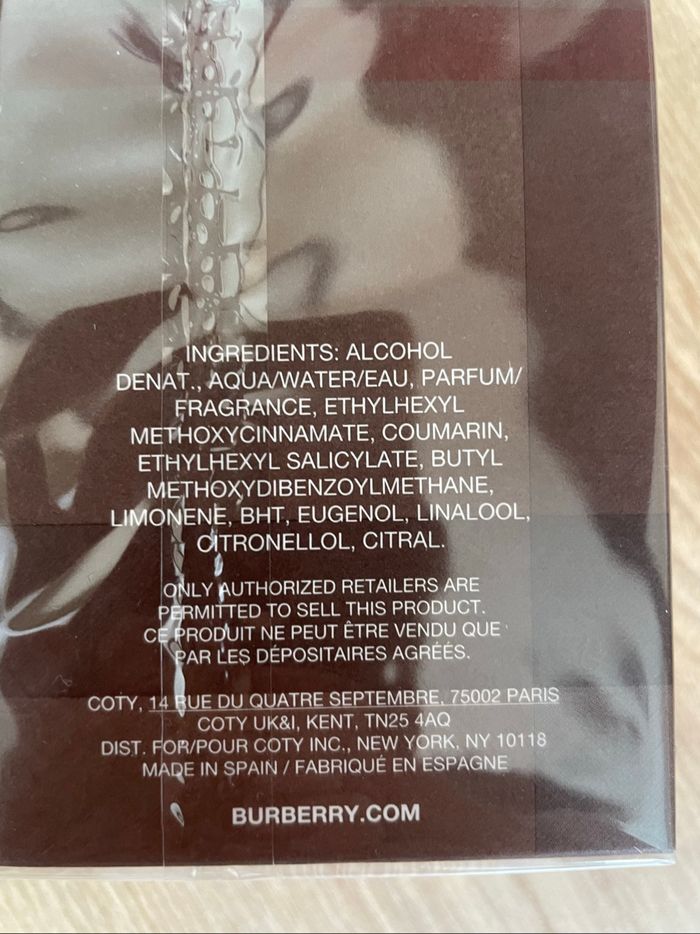 INGREDIENTS: ALCOHOL
DENAT., AQUA/WATER/EAU, PARFUM/
FRAGRANCE, ETHYLHEXYL
METHOXYCINNAMATE, COUMARIN,
ETHYLHEXYL SALICYLATE, BUTYL
METHOXYDIBENZOYLMETHANE,
LIMONENE, BHT, EUGENOL, LINALOOL,
CITRONELLOL, CITRAL.
ONLY AUTHORIZED RETAILERS ARE
PERMITTED TO SELL THIS PRODUCT.
CE PRODUIT NE PEUT ÊTRE VENDU QUE
PAR LES DÉPOSITAIRES AGRÉÉS.
COTY, 14 RUE DU QUATRE SEPTEMBRE, 75002 PARIS
COTY UK&I, KENT, TN25 4AQ
DIST. FOR/POUR COTY INC., NEW YORK, NY 10118
MADE IN SPAIN / FABRIQUÉ EN ESPAGNE
BURBERRY.COM